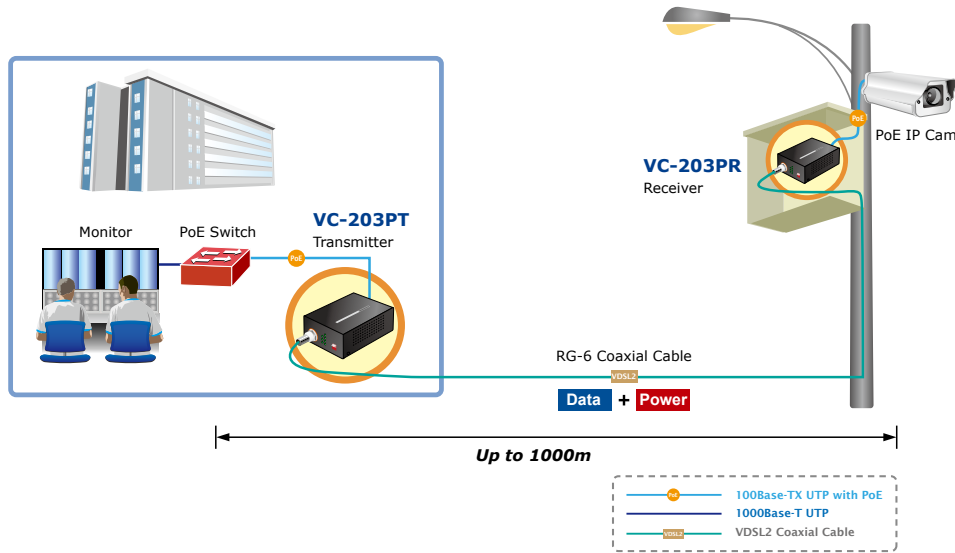 VC-203PR
Receiver
PoE
PoE IP Cam
Monitor
PoE Switch
VC-203PT
Transmitter
PoE
RG-6 Coaxial Cable
VDSL2
Data + Power
Up to 1000m
PoE 100Base-TX UTP with PoE
1000Base-T UTP
VDSL2 VDSL2 Coaxial Cable